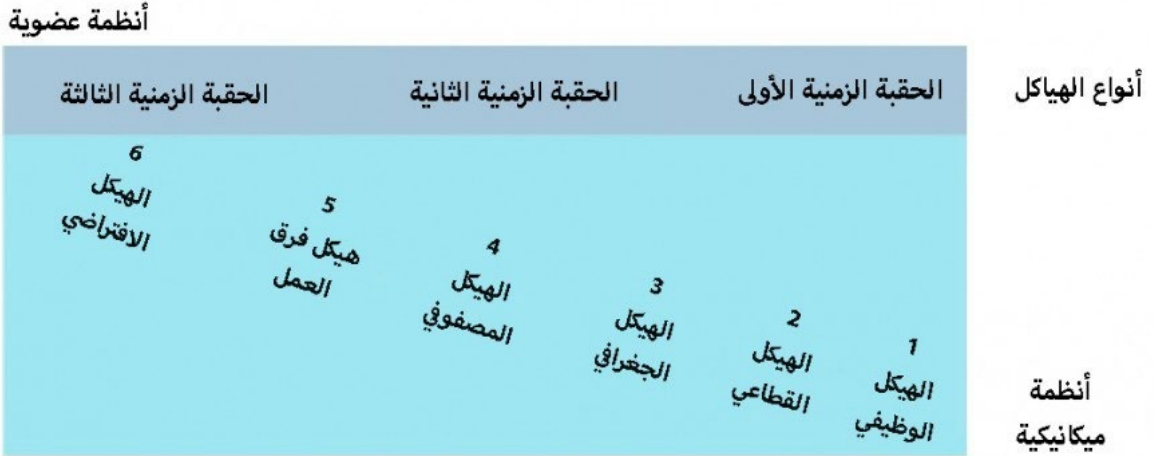 أنظمة عضوية
أنواع الهياكل
الحقبة الزمنية الأولى
الحقبة الزمنية الثانية
الحقبة الزمنية الثالثة
1
الهيكل
الوظيفي
2
الهيكل
القطاعي
3
الهيكل
الجغرافي
4
الهيكل
المصفوفي
5
هيكل فرق
العمل
6
الهيكل
الافتراضي
أنظمة
ميكانيكية